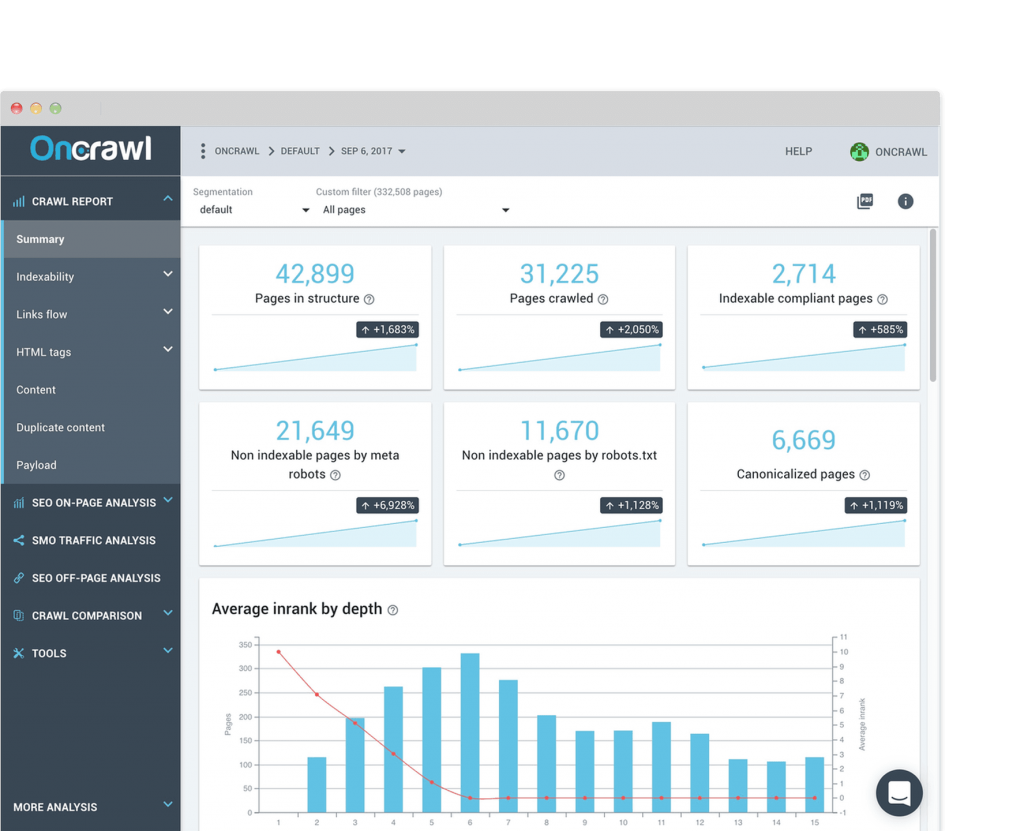 Oncrawl
ONCRAWL > DEFAULT > SEP 6, 2017
HELP
ONCRAWL
CRAWL REPORT
Summary
Indexability
Links flow
HTML tags
Content
Duplicate content
Payload
SEO ON-PAGE ANALYSIS
SMO TRAFFIC ANALYSIS
SEO OFF-PAGE ANALYSIS
CRAWL COMPARISON
TOOLS
MORE ANALYSIS
Segmentation
default
Custom filter (332,508 pages)
All pages
PDF
i
42,899
Pages in structure ?
+1,683%
31,225
Pages crawled ?
+2,050%
2,714
Indexable compliant pages ?
+585%
21,649
Non indexable pages by meta
robots ?
+6,928%
11,670
Non indexable pages by robots.txt
?
+1,128%
6,669
Canonicalized pages ?
+1,119%
Average inrank by depth ?
Pages
350
300
250
200
150
100
50
0
11
10
9
8
7
6
5
4
3
2
1
0
-1
Average inrank
1 2 3 4 5 6 7 8 9 10 11 12 13 14 15